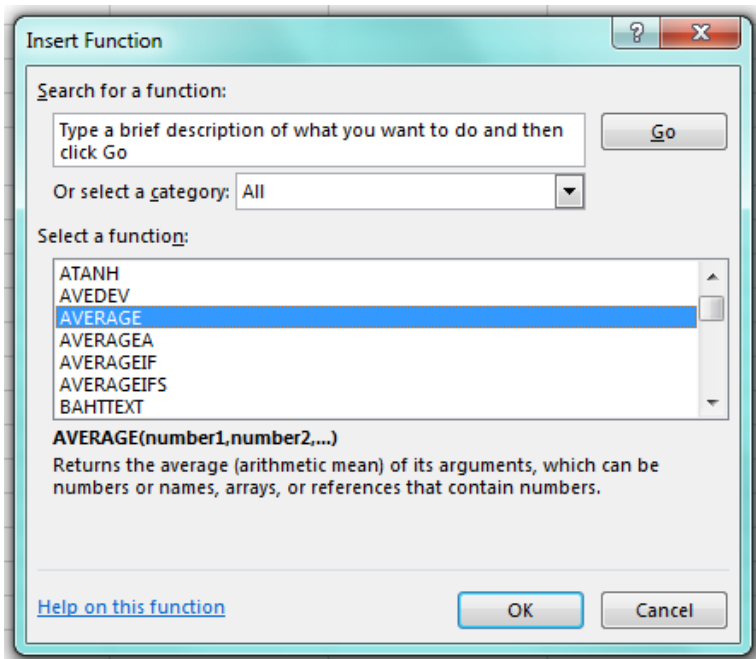 Insert Function
Search for a function:
Type a brief description of what you want to do and then
click Go
Go
Or select a category: All
Select a function:
ATANH
AVEDEV
AVERAGE
AVERAGEA
AVERAGEIF
AVERAGEIFS
BAHTTEXT
AVERAGE(number1,number2,...)
Returns the average (arithmetic mean) of its arguments, which can be
numbers or names, arrays, or references that contain numbers.
Help on this function
OK
Cancel